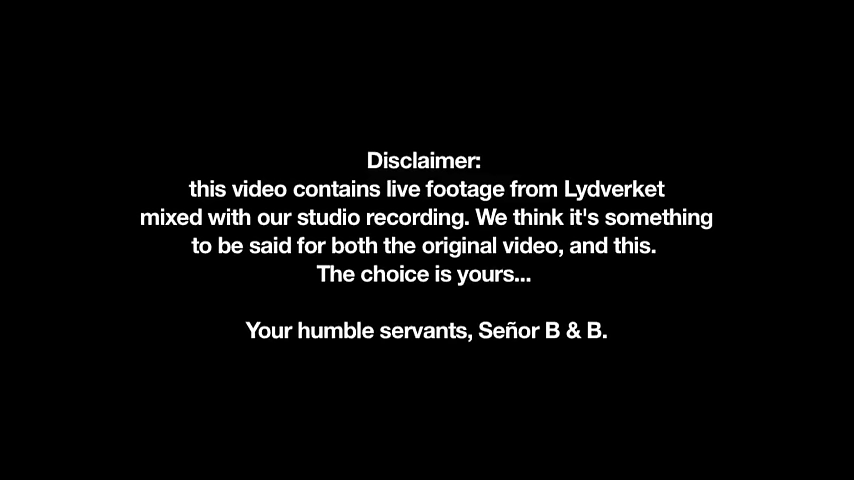 Disclaimer:
this video contains live footage from Lydverket
mixed with our studio recording. We think it's something
to be said for both the original video, and this.
The choice is yours...
Your humble servants, Señor B & B.